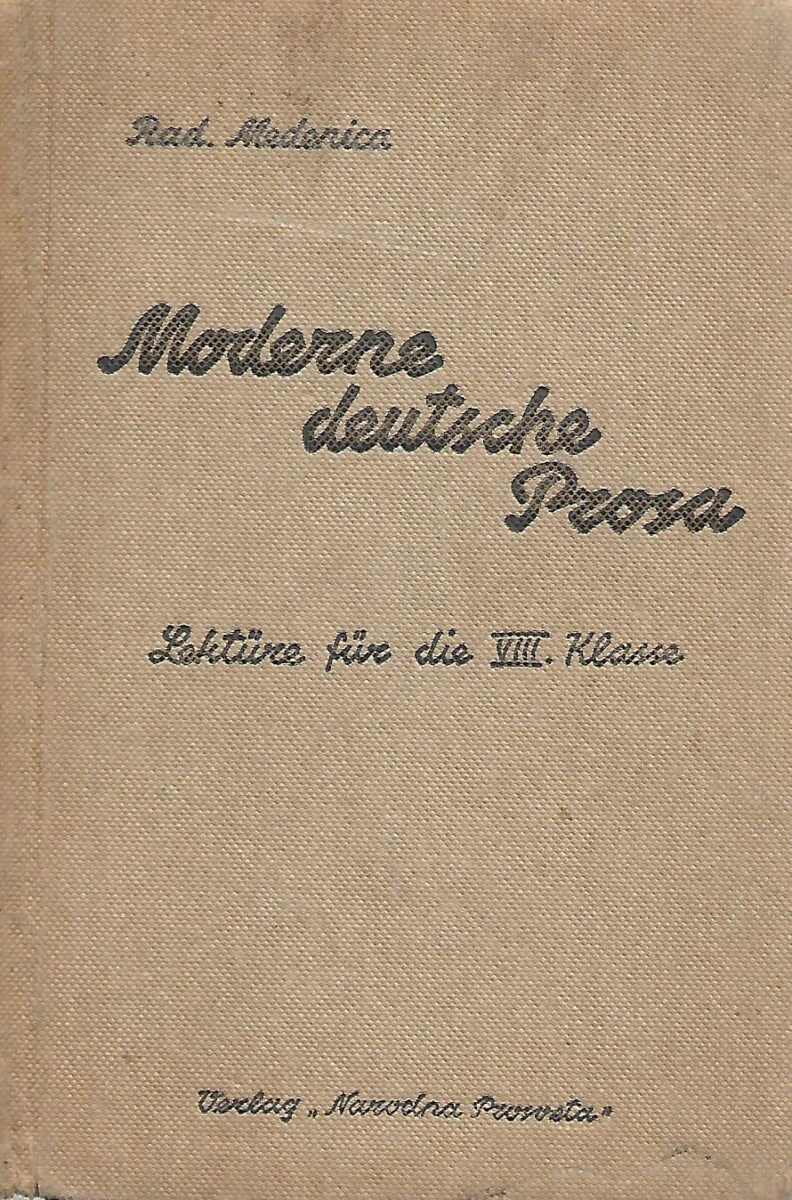 Rad. Medenica
Moderne
deutsche
Prosa
Lektüre für die VIII. Klasse
Verlag „Narodna Prosveta"